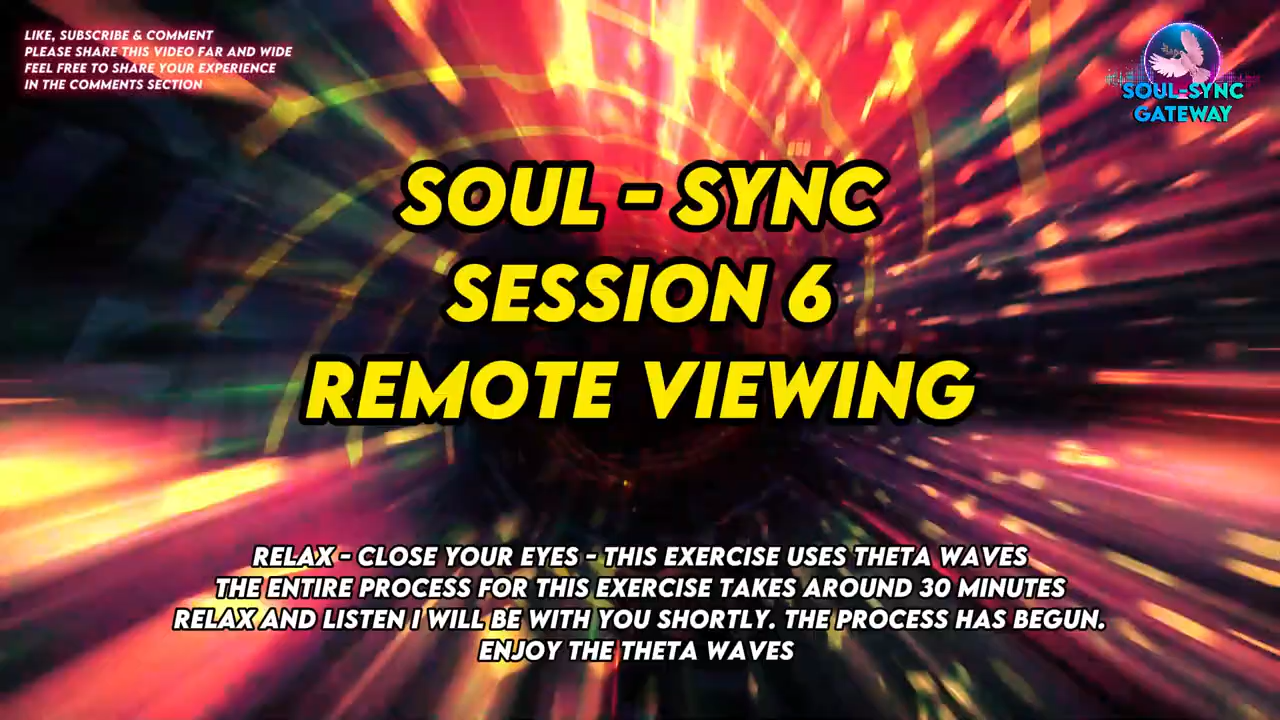 LIKE, SUBSCRIBE & COMMENT
PLEASE SHARE THIS VIDEO FAR AND WIDE
FEEL FREE TO SHARE YOUR EXPERIENCE
IN THE COMMENTS SECTION
SOUL-SYNC
GATEWAY
SOUL - SYNC
SESSION 6
REMOTE VIEWING
RELAX - CLOSE YOUR EYES - THIS EXERCISE USES THETA WAVES
THE ENTIRE PROCESS FOR THIS EXERCISE TAKES AROUND 30 MINUTES
RELAX AND LISTEN I WILL BE WITH YOU SHORTLY. THE PROCESS HAS BEGUN.
ENJOY THE THETA WAVES